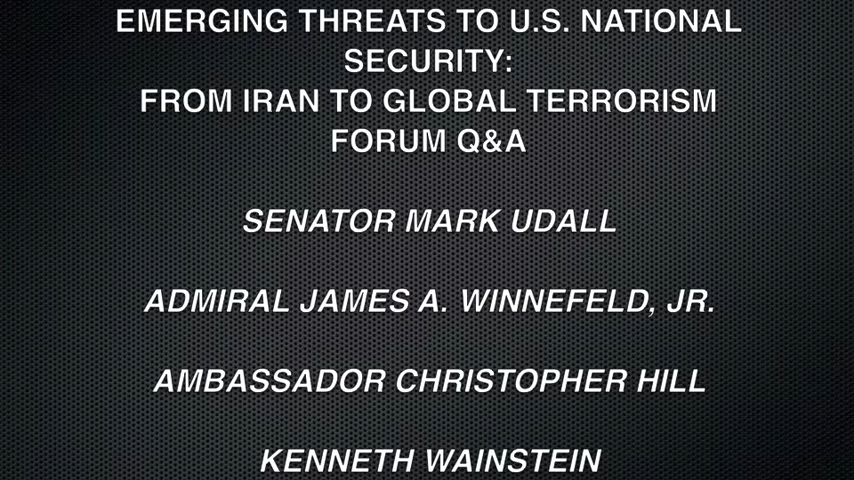 EMERGING THREATS TO U.S. NATIONAL
SECURITY:
FROM IRAN TO GLOBAL TERRORISM
FORUM Q&A
SENATOR MARK UDALL
ADMIRAL JAMES A. WINNEFELD, JR.
AMBASSADOR CHRISTOPHER HILL
KENNETH WAINSTEIN